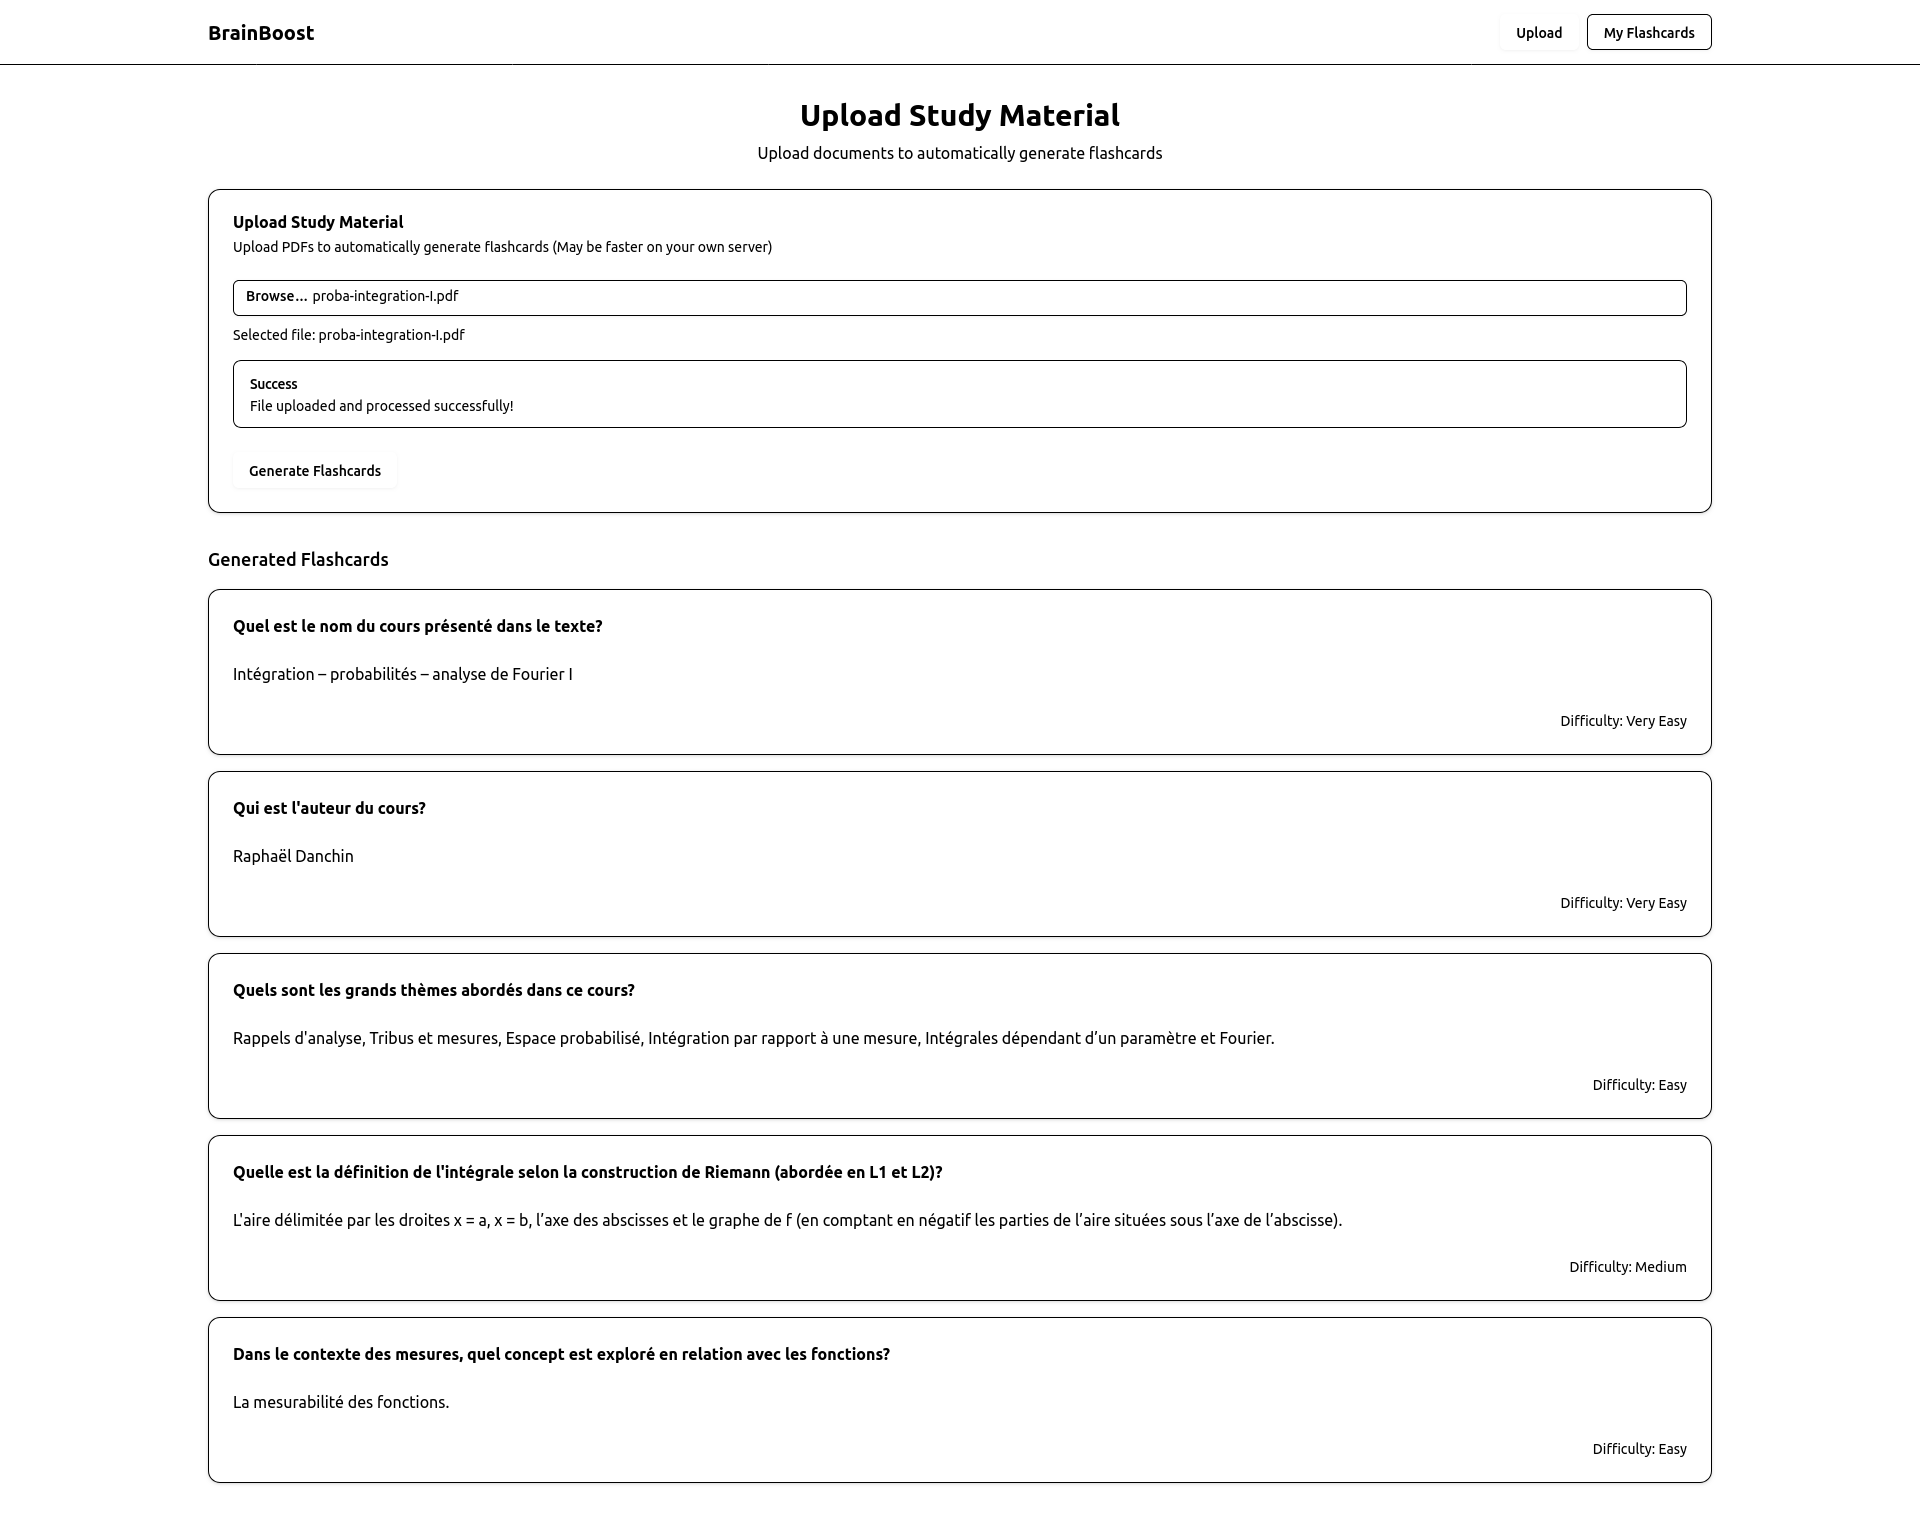 BrainBoost
Upload
My Flashcards
Upload Study Material
Upload documents to automatically generate flashcards
Upload Study Material
Upload PDFs to automatically generate flashcards (May be faster on your own server)
Browse... proba-integration-I.pdf
Selected file: proba-integration-I.pdf
Success
File uploaded and processed successfully!
Generate Flashcards
Generated Flashcards
Quel est le nom du cours présenté dans le texte?
Intégration – probabilités – analyse de Fourier I
Difficulty: Very Easy
Qui est l'auteur du cours?
Raphaël Danchin
Difficulty: Very Easy
Quels sont les grands thèmes abordés dans ce cours?
Rappels d'analyse, Tribus et mesures, Espace probabilisé, Intégration par rapport à une mesure, Intégrales dépendant d’un paramètre et Fourier.
Difficulty: Easy
Quelle est la définition de l'intégrale selon la construction de Riemann (abordée en L1 et L2)?
L'aire délimitée par les droites x = a, x = b, l’axe des abscisses et le graphe de f (en comptant en négatif les parties de l’aire situées sous l’axe de l’abscisse).
Difficulty: Medium
Dans le contexte des mesures, quel concept est exploré en relation avec les fonctions?
La mesurabilité des fonctions.
Difficulty: Easy